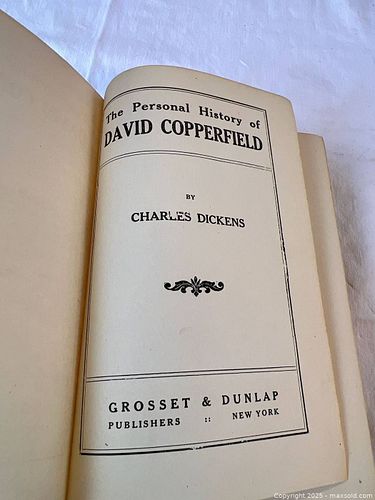 The Personal History of
DAVID COPPERFIELD
BY
CHARLES DICKENS
GROSSET & DUNLAP
PUBLISHERS :: NEW YORK
Copyright 2025 - maxsold.com